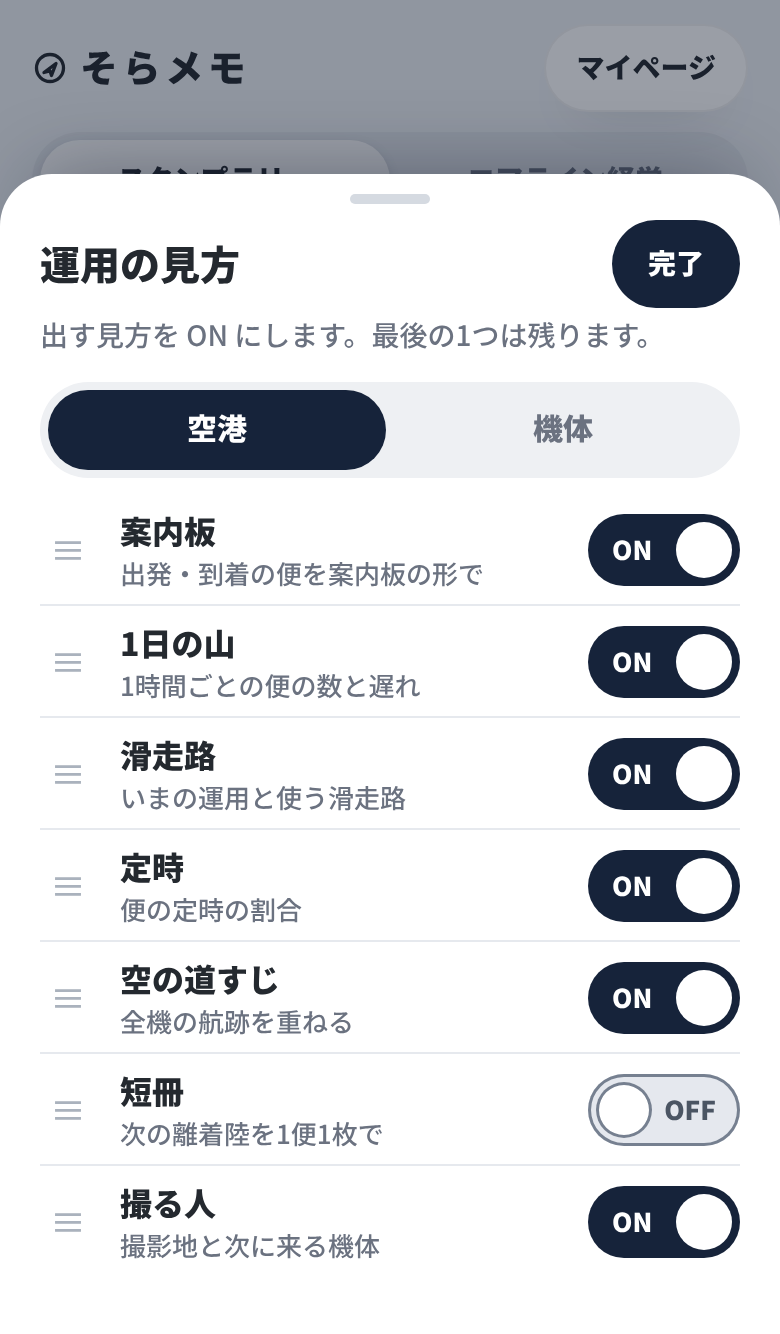 そらメモ
マイページ
運用の見方
完了
出す見方を ON にします。最後の1つは残ります。
空港
機体
案内板
出発・到着の便を案内板の形で
ON
1日の山
1時間ごとの便の数と遅れ
ON
滑走路
いまの運用と使う滑走路
ON
定時
便の定時の割合
ON
空の道すじ
全機の航跡を重ねる
ON
短冊
次の離着陸を1便1枚で
OFF
撮る人
撮影地と次に来る機体
ON